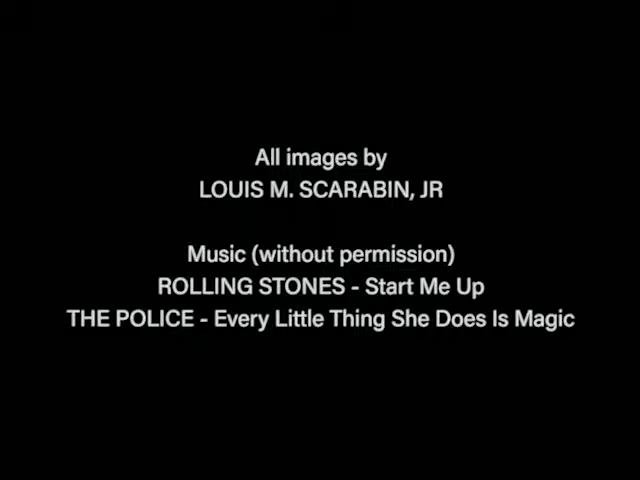 All images by
LOUIS M. SCARABIN, JR
Music (without permission)
ROLLING STONES - Start Me Up
THE POLICE - Every Little Thing She Does Is Magic